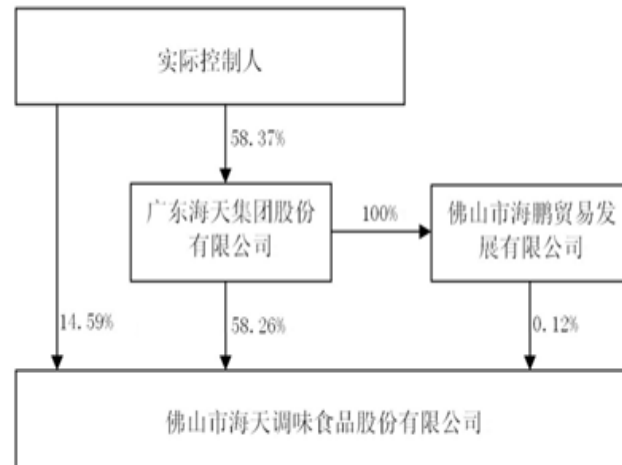 实际控制人
58.37%
广东海天集团股份
有限公司
100%
佛山市海鹏贸易发
展有限公司
14.59%
58.26%
0.12%
佛山市海天调味食品股份有限公司